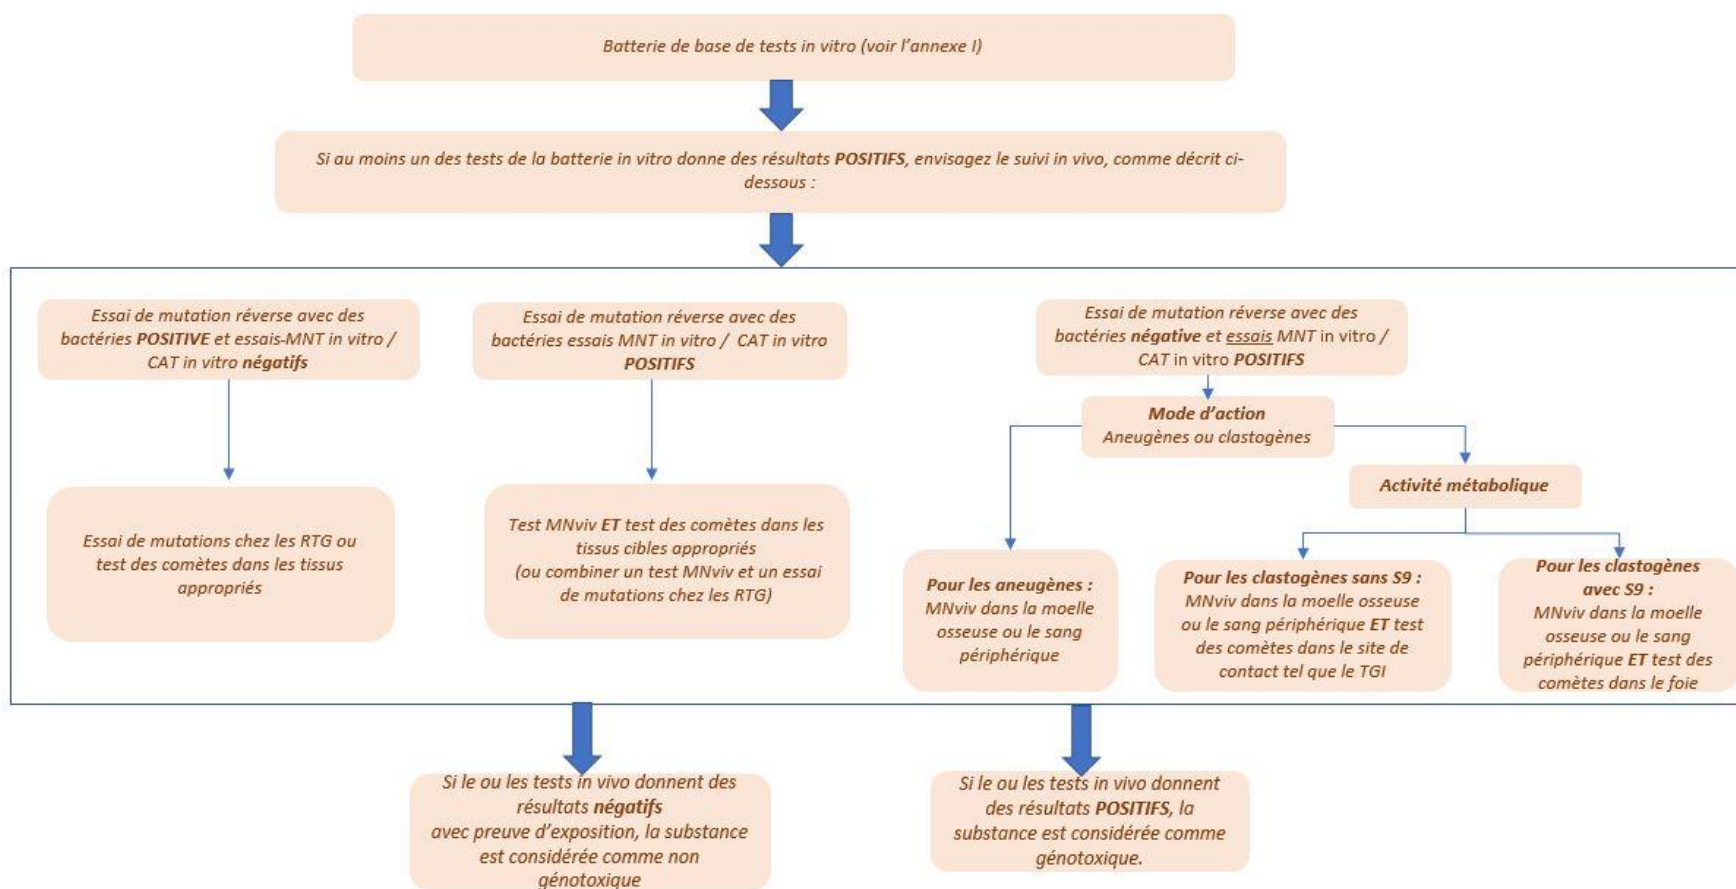 Batterie de base de tests in vitro (voir l’annexe I)
Si au moins un des tests de la batterie in vitro donne des résultats POSITIFS, envisagez le suivi in vivo, comme décrit ci-
dessous :
Essai de mutation réverse avec des
bactéries POSITIVE et essais-MNT in vitro /
CAT in vitro négatifs
Essai de mutation réverse avec des
bactéries essais MNT in vitro / CAT in vitro
POSITIFS
Essai de mutation réverse avec des
bactéries négative et essais MNT in vitro /
CAT in vitro POSITIFS
Mode d’action
Aneugènes ou clastogènes
Activité métabolique
Essai de mutations chez les RTG ou
test des comètes dans les tissus
appropriés
Test MNviv ET test des comètes dans les
tissus cibles appropriés
(ou combiner un test MNviv et un essai
de mutations chez les RTG)
Pour les aneugènes :
MNviv dans la moelle
osseuse ou le sang
périphérique
Pour les clastogènes sans S9 :
MNviv dans la moelle osseuse
ou le sang périphérique ET test
des comètes dans le site de
contact tel que le TGI
Pour les clastogènes
avec S9 :
MNviv dans la moelle
osseuse ou le sang
périphérique ET test des
comètes dans le foie
Si le ou les tests in vivo donnent des
résultats négatifs
avec preuve d’exposition, la substance
est considérée comme non
génotoxique
Si le ou les tests in vivo donnent
des résultats POSITIFS, la
substance est considérée comme
génotoxique.